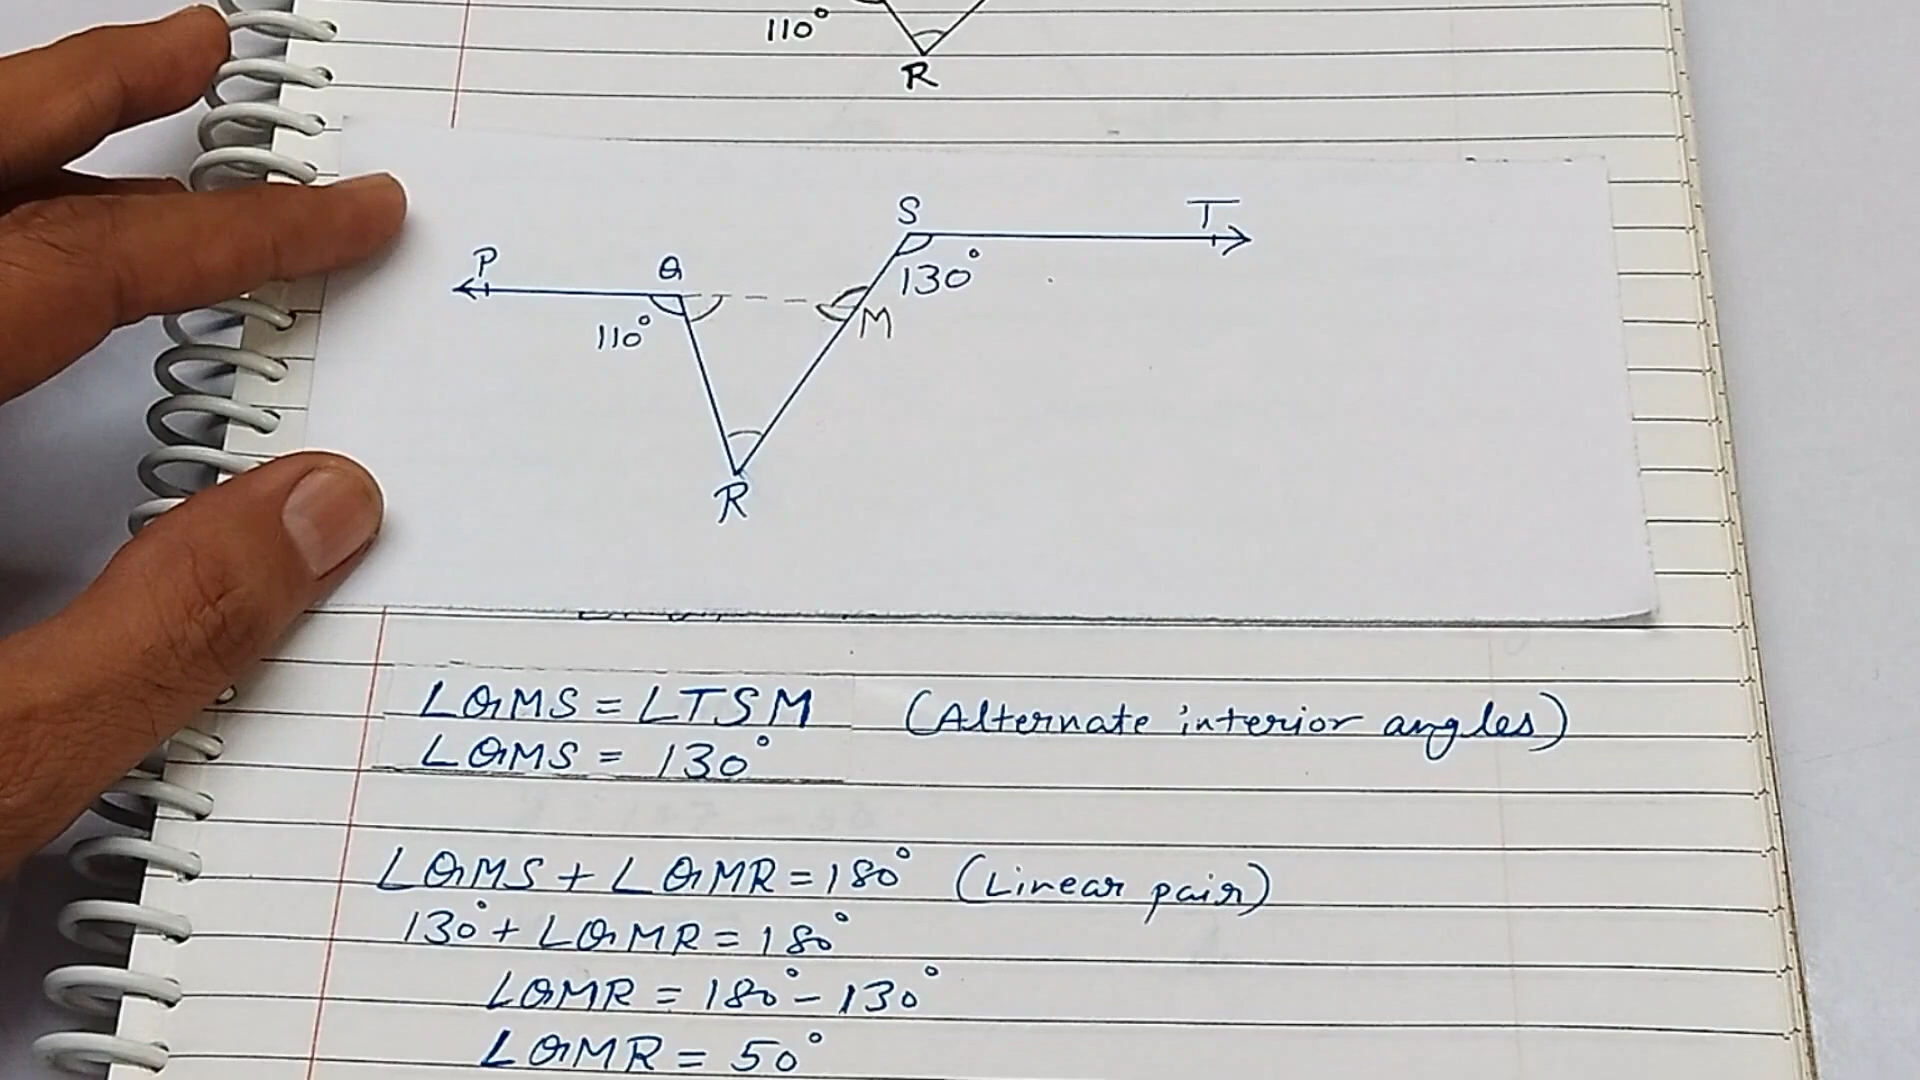 110°
R
S
T
P
Q
130°
M
110°
R
∠QMS = ∠TSM (Alternate interior angles)
∠QMS = 130°
∠QMS + ∠QMR = 180° (Linear pair)
130° + ∠QMR = 180°
∠QMR = 180° - 130°
∠QMR = 50°